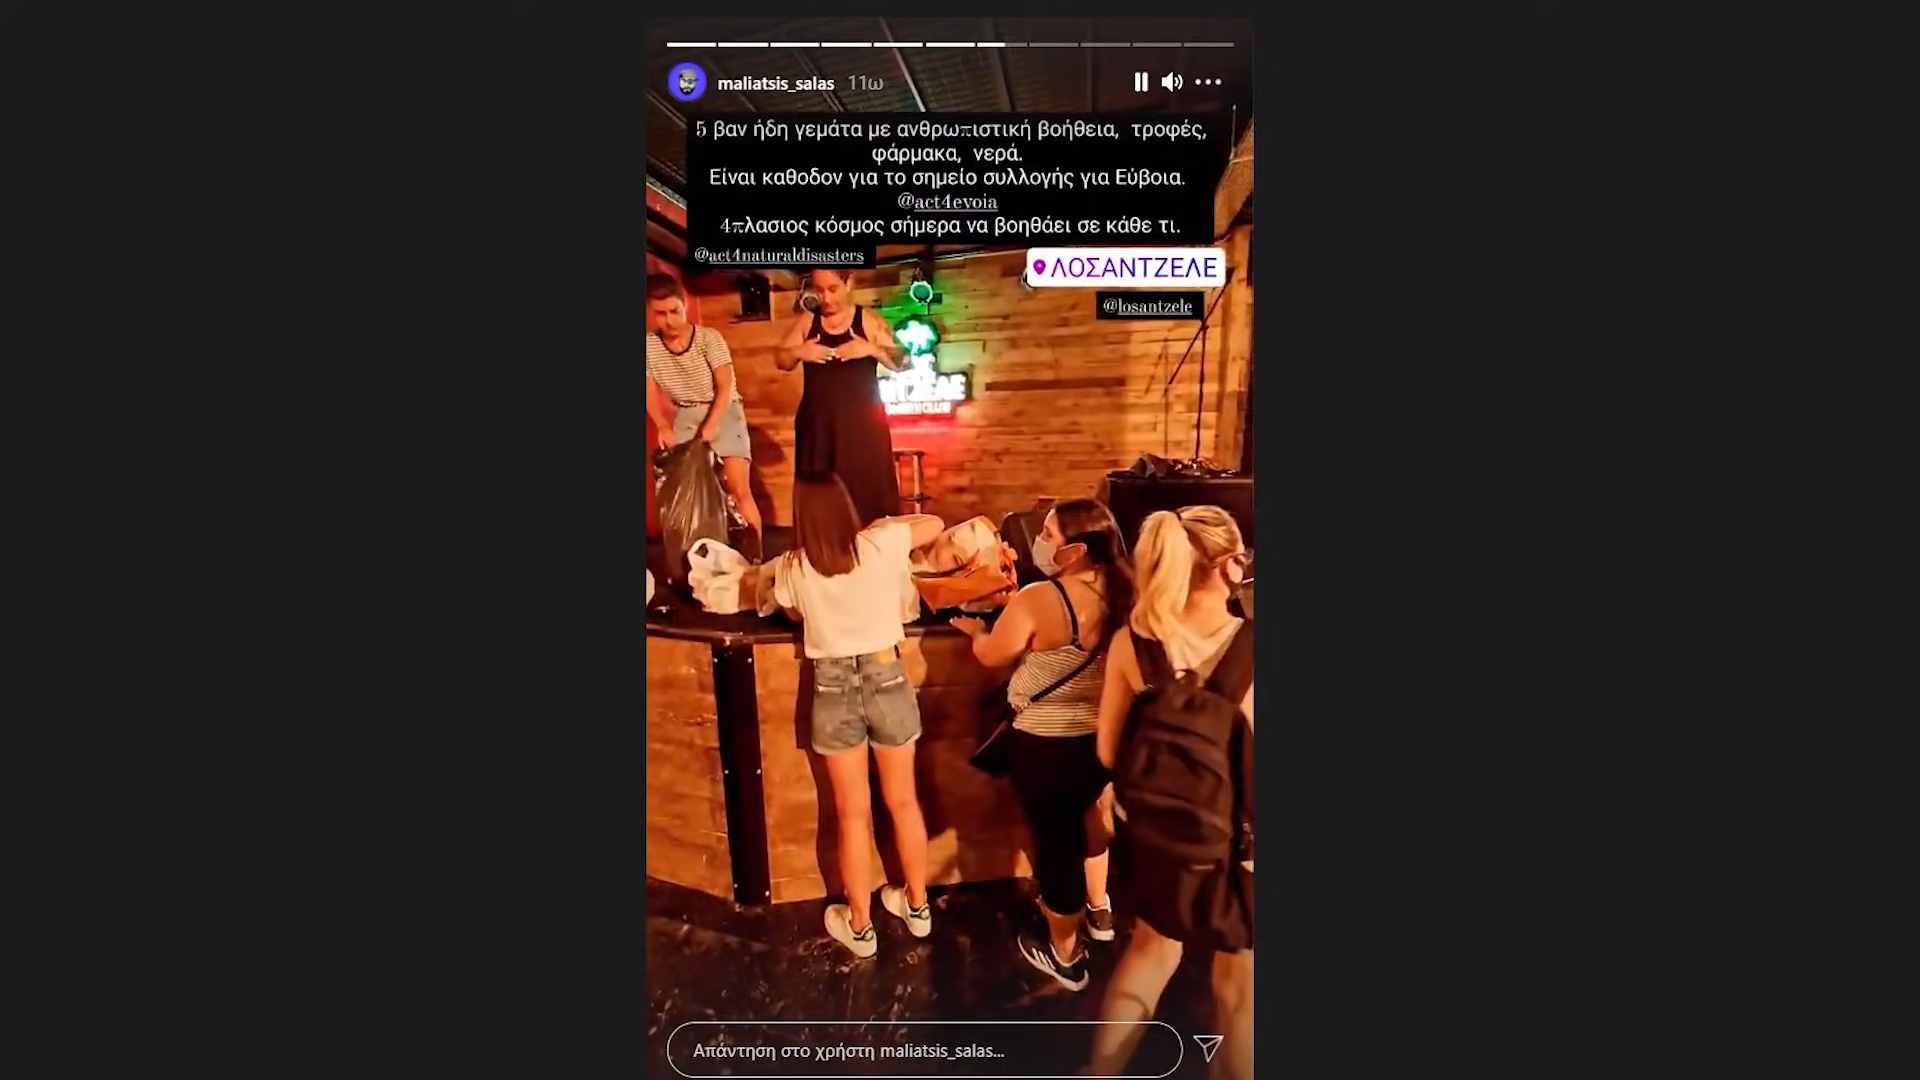 maliatsis_salas 11ω
5 βαν ήδη γεμάτα με ανθρωπιστική βοήθεια, τροφές,
φάρμακα, νερά.
Είναι καθοδον για το σημείο συλλογής για Εύβοια.
@act4evoia
4πλασιος κόσμος σήμερα να βοηθάει σε κάθε τι.
@act4naturaldisasters
ΛΟΣΑΝΤΖΕΛΕ
@losantzele
Απάντηση στο χρήστη maliatsis_salas...